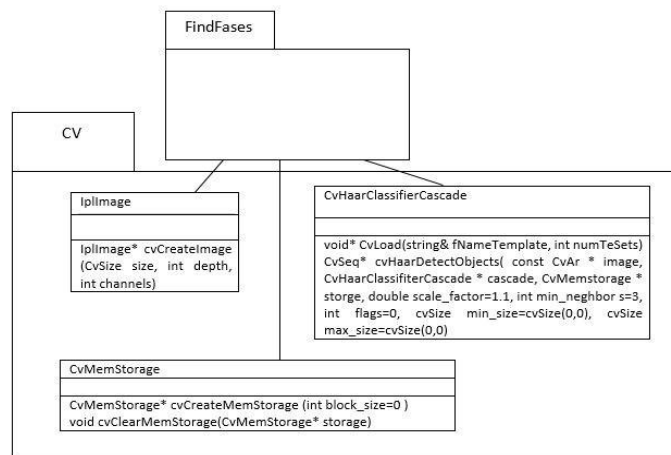 FindFases
CV
IplImage
IplImage* cvCreateImage
(CvSize size, int depth,
int channels)
CvHaarClassifierCascade
void* CvLoad(string& fNameTemplate, int numTeSets)
CvSeq* cvHaarDetectObjects( const CvAr * image,
CvHaarClassifiterCascade * cascade, CvMemstorage *
storge, double scale_factor=1.1, int min_neghbor s=3,
int flags=0, cvSize min_size=cvSize(0,0), cvSize
max_size=cvSize(0,0)
CvMemStorage
CvMemStorage* cvCreateMemStorage (int block_size=0 )
void cvClearMemStorage(CvMemStorage* storage)